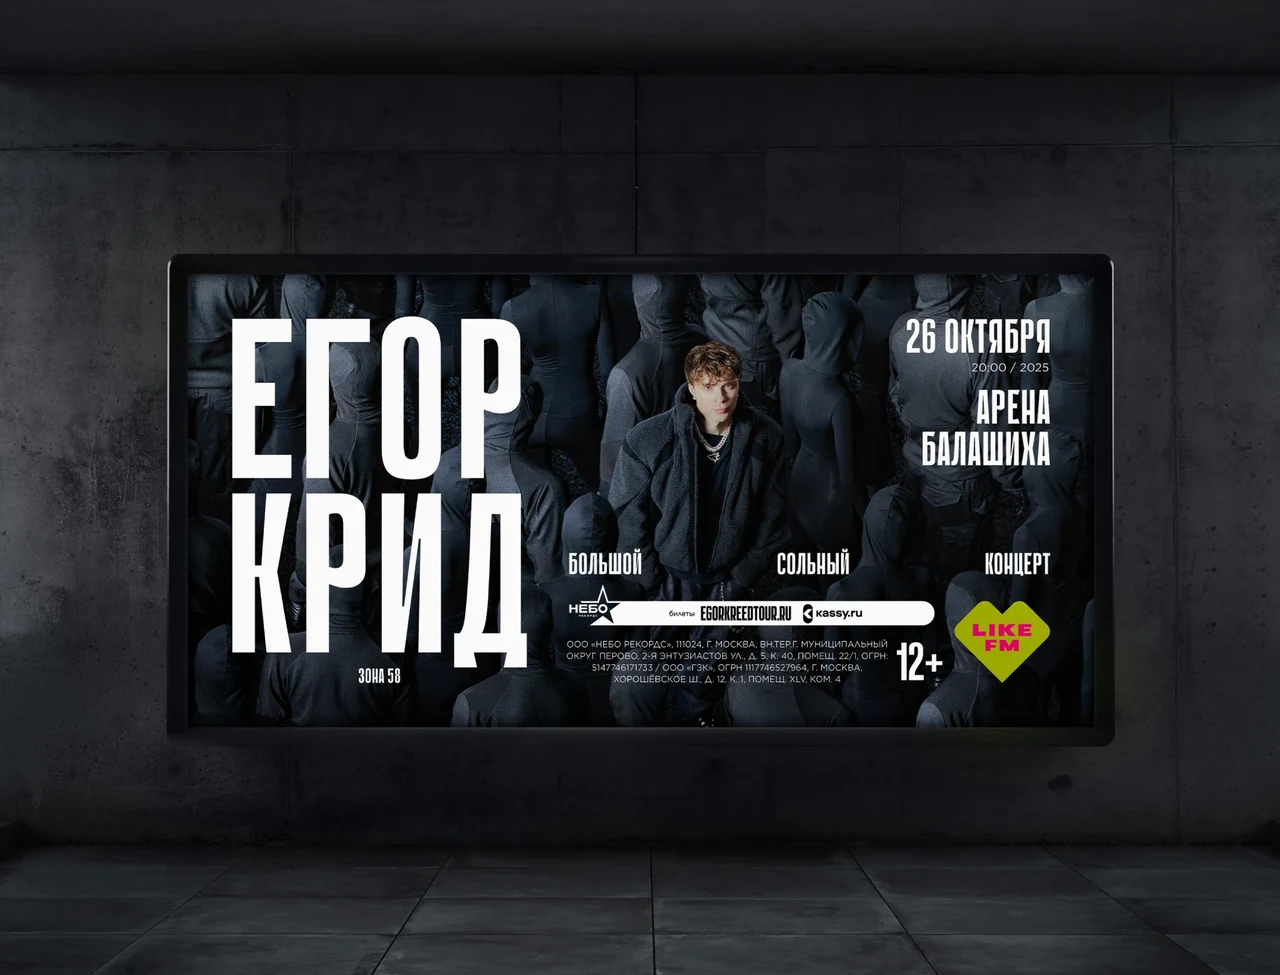 ЕГОР
КРИД
ЗОНА 58
26 ОКТЯБРЯ
20:00 / 2025
АРЕНА
БАЛАШИХА
БОЛЬШОЙ СОЛЬНЫЙ КОНЦЕРТ
НЕБО
РЕКОРДС
билеты EGORKREEDTOUR.RU kassy.ru
ООО «НЕБО РЕКОРДС», 111024, Г. МОСКВА, ВН.ТЕР.Г. МУНИЦИПАЛЬНЫЙ
ОКРУГ ПЕРОВО, 2-Я ЭНТУЗИАСТОВ УЛ., Д. 5, К. 40, ПОМЕЩ. 22/1, ОГРН:
5147746171733 / ООО «ГЗК», ОГРН 1117746527964, Г. МОСКВА,
ХОРОШЁВСКОЕ Ш., Д. 12, К. 1, ПОМЕЩ. XLV, КОМ. 4
12+
LIKE
FM